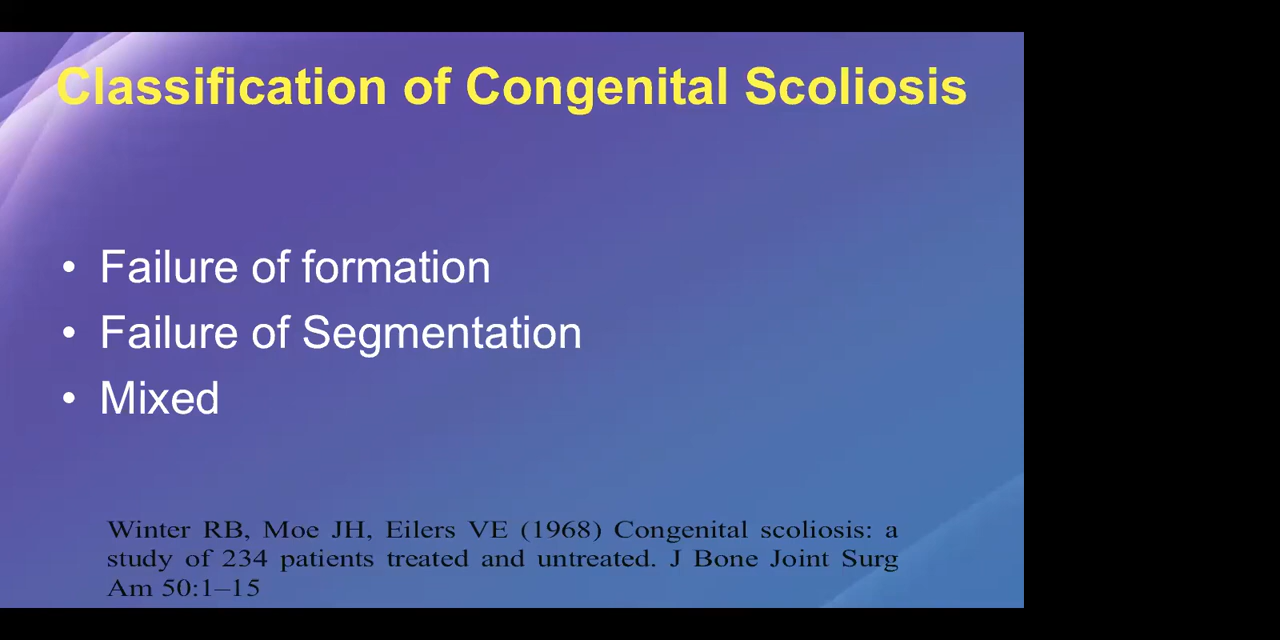 Classification of Congenital Scoliosis
• Failure of formation
• Failure of Segmentation
• Mixed
Winter RB, Moe JH, Eilers VE (1968) Congenital scoliosis: a
study of 234 patients treated and untreated. J Bone Joint Surg
Am 50:1–15